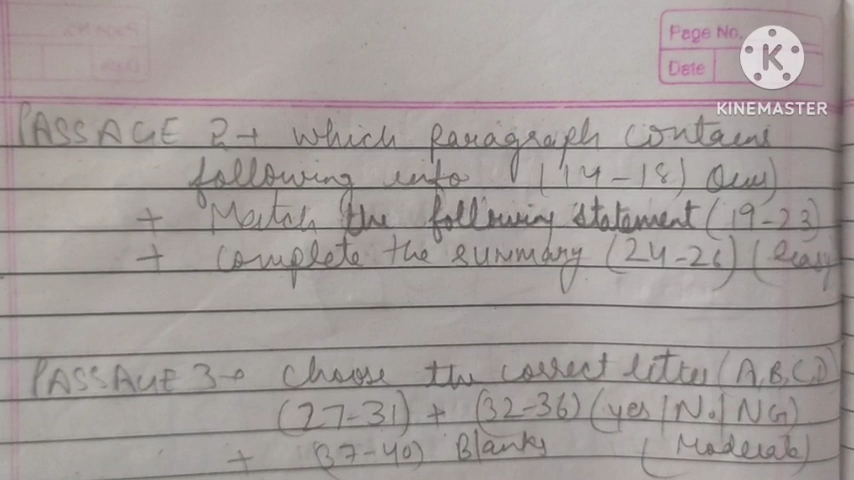 Page No.
Date
K
KINEMASTER
PASSAGE 2 → which paragraph contains
following info (14-18)
+ Match the following statement (19-23)
+ complete the summary (24-26) (easy
PASSAGE 3 → Choose the correct letter (A,B,C,D)
(27-31) + (32-36) (yes/No/NG)
+ (37-40) Blanks (Moderate)